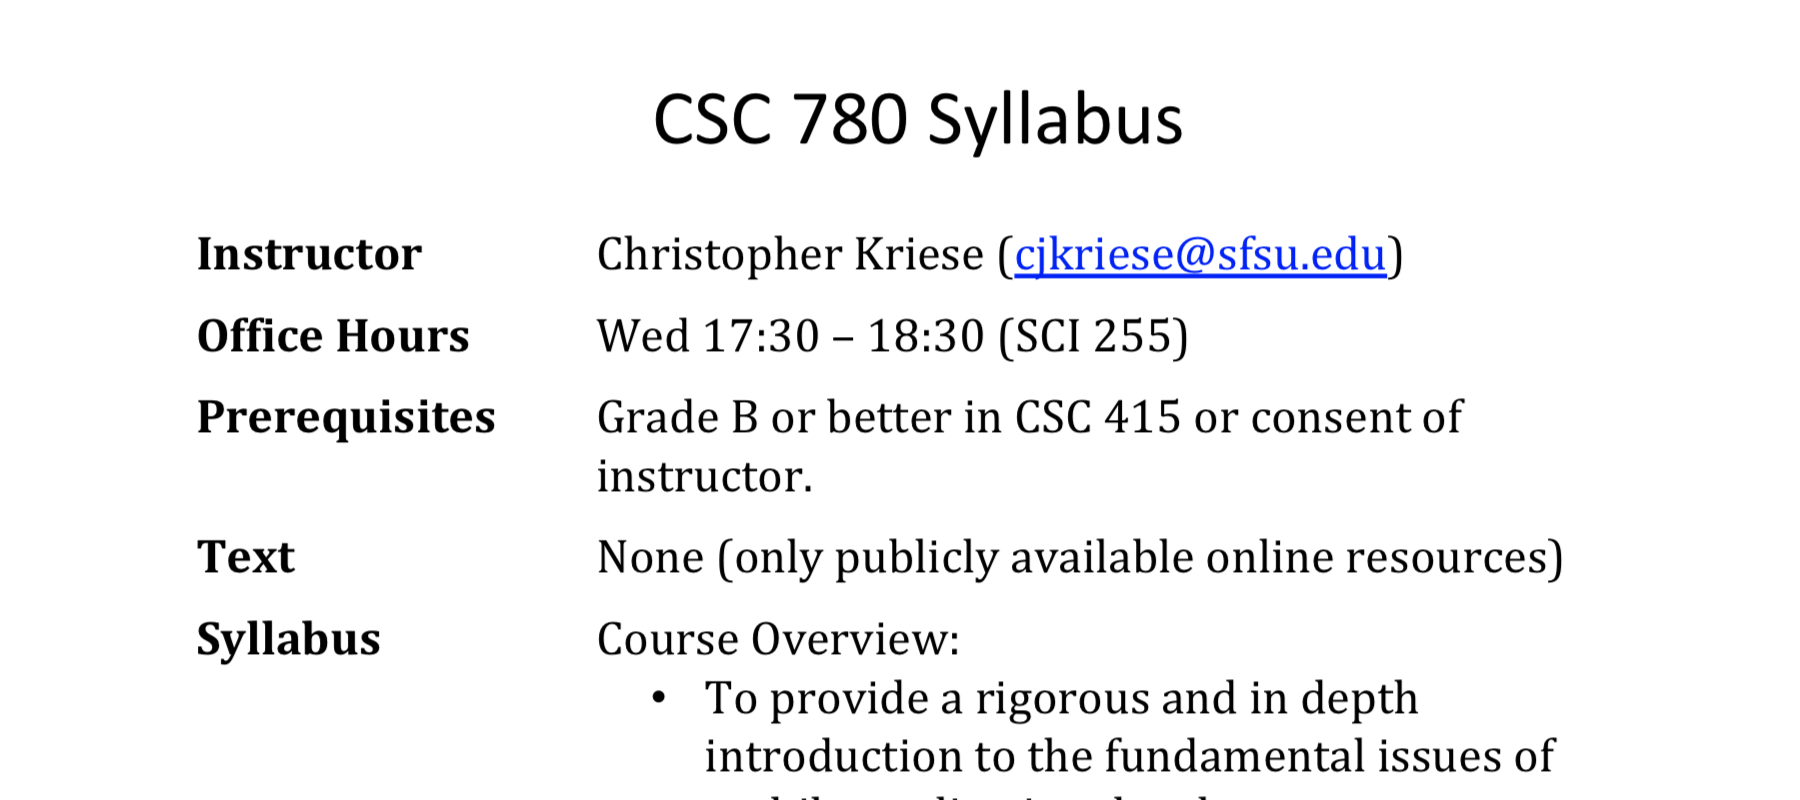 CSC 780 Syllabus
Instructor Christopher Kriese (cjkriese@sfsu.edu)
Office Hours Wed 17:30 – 18:30 (SCI 255)
Prerequisites Grade B or better in CSC 415 or consent of
instructor.
Text None (only publicly available online resources)
Syllabus Course Overview:
• To provide a rigorous and in depth
introduction to the fundamental issues of